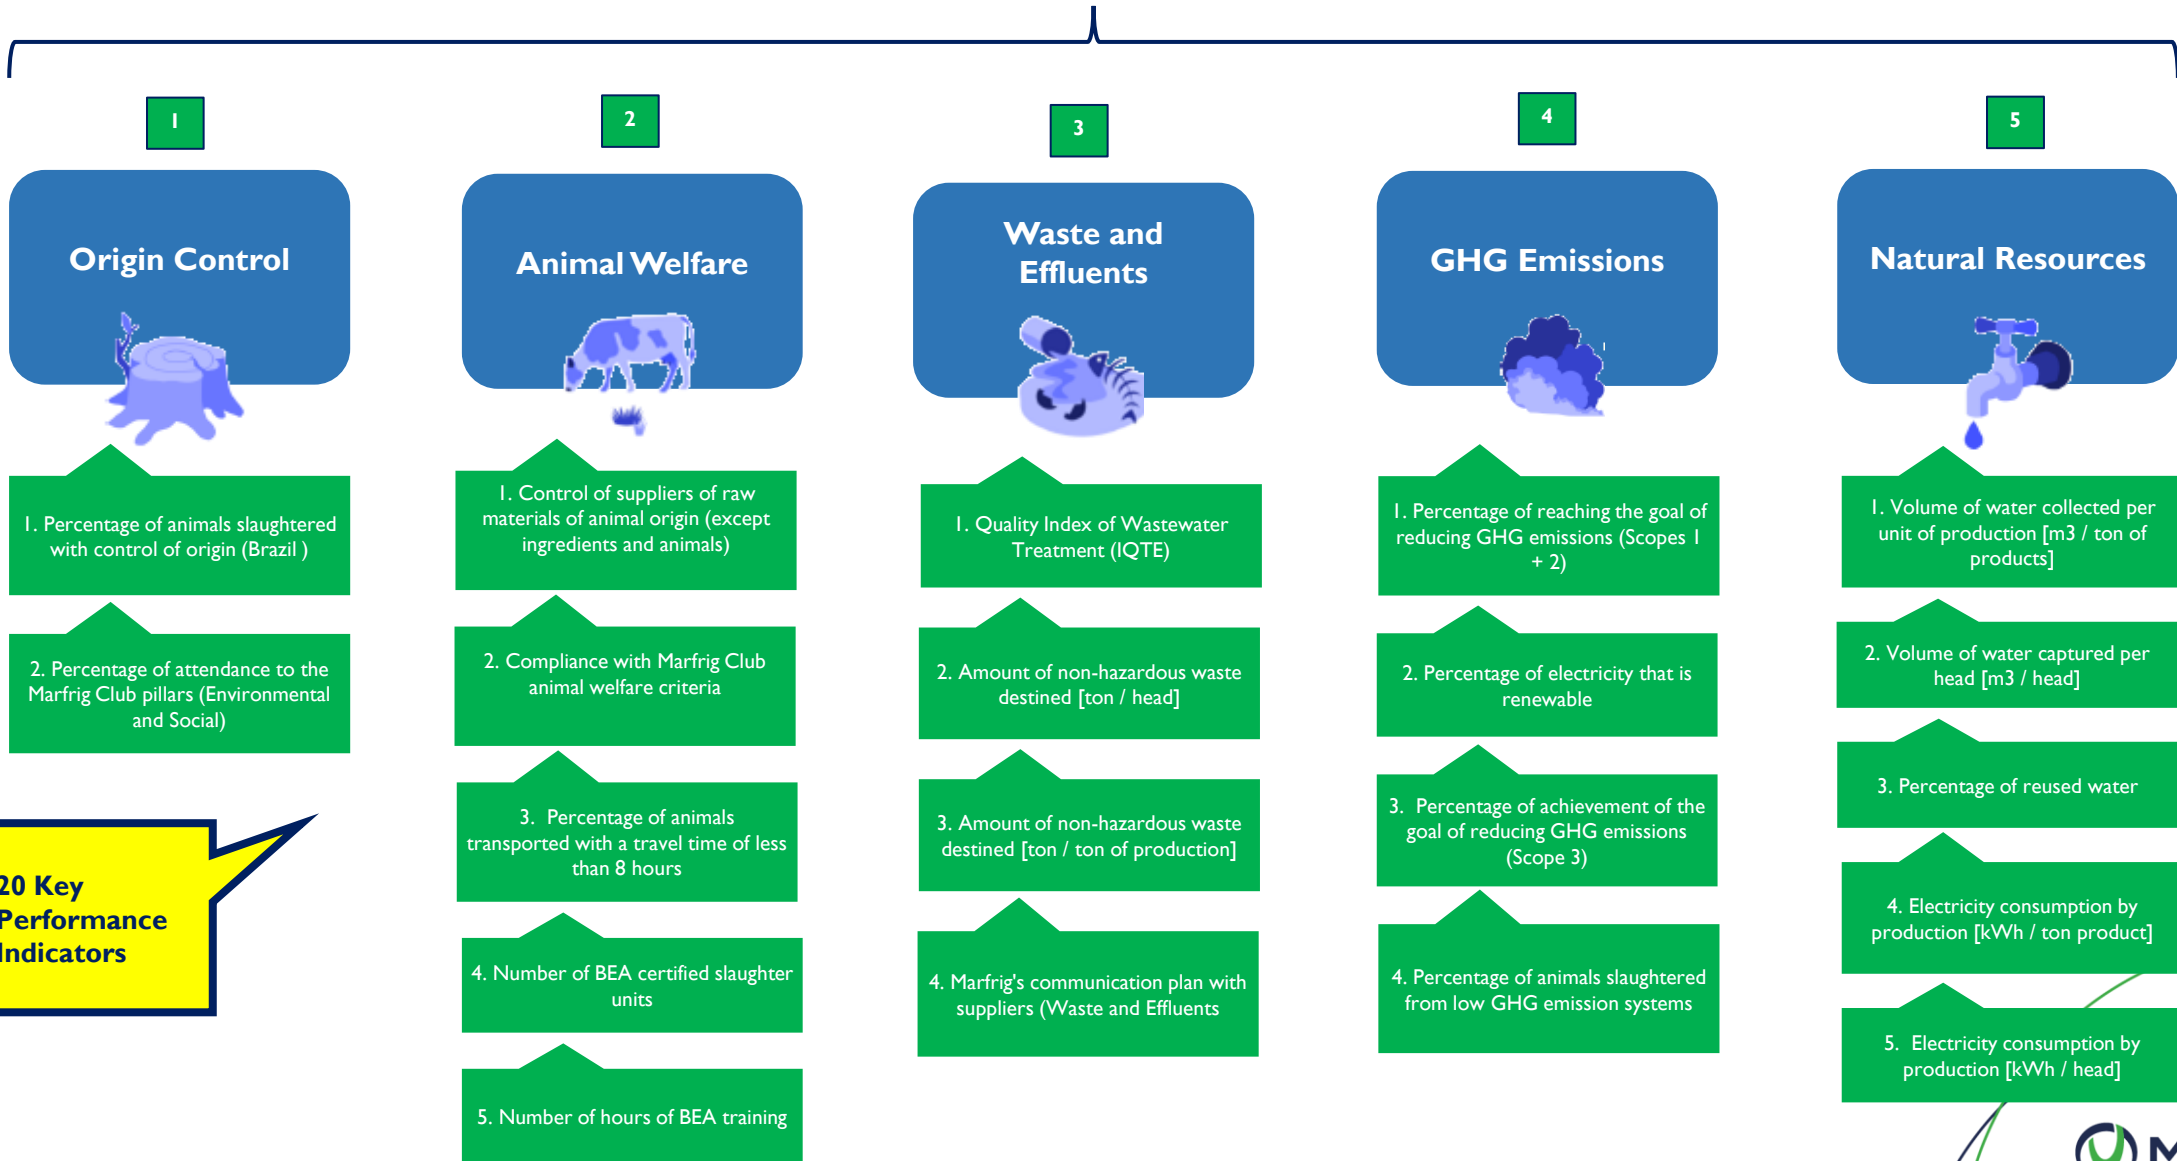 1
Origin Control
1. Percentage of animals slaughtered
with control of origin (Brazil )
2. Percentage of attendance to the
Marfrig Club pillars (Environmental
and Social)
20 Key
Performance
Indicators
2
Animal Welfare
1. Control of suppliers of raw
materials of animal origin (except
ingredients and animals)
2. Compliance with Marfrig Club
animal welfare criteria
3. Percentage of animals
transported with a travel time of less
than 8 hours
4. Number of BEA certified slaughter
units
5. Number of hours of BEA training
3
Waste and
Effluents
1. Quality Index of Wastewater
Treatment (IQTE)
2. Amount of non-hazardous waste
destined [ton / head]
3. Amount of non-hazardous waste
destined [ton / ton of production]
4. Marfrig's communication plan with
suppliers (Waste and Effluents
4
GHG Emissions
1. Percentage of reaching the goal of
reducing GHG emissions (Scopes 1
+ 2)
2. Percentage of electricity that is
renewable
3. Percentage of achievement of the
goal of reducing GHG emissions
(Scope 3)
4. Percentage of animals slaughtered
from low GHG emission systems
5
Natural Resources
1. Volume of water collected per
unit of production [m3 / ton of
products]
2. Volume of water captured per
head [m3 / head]
3. Percentage of reused water
4. Electricity consumption by
production [kWh / ton product]
5. Electricity consumption by
production [kWh / head]